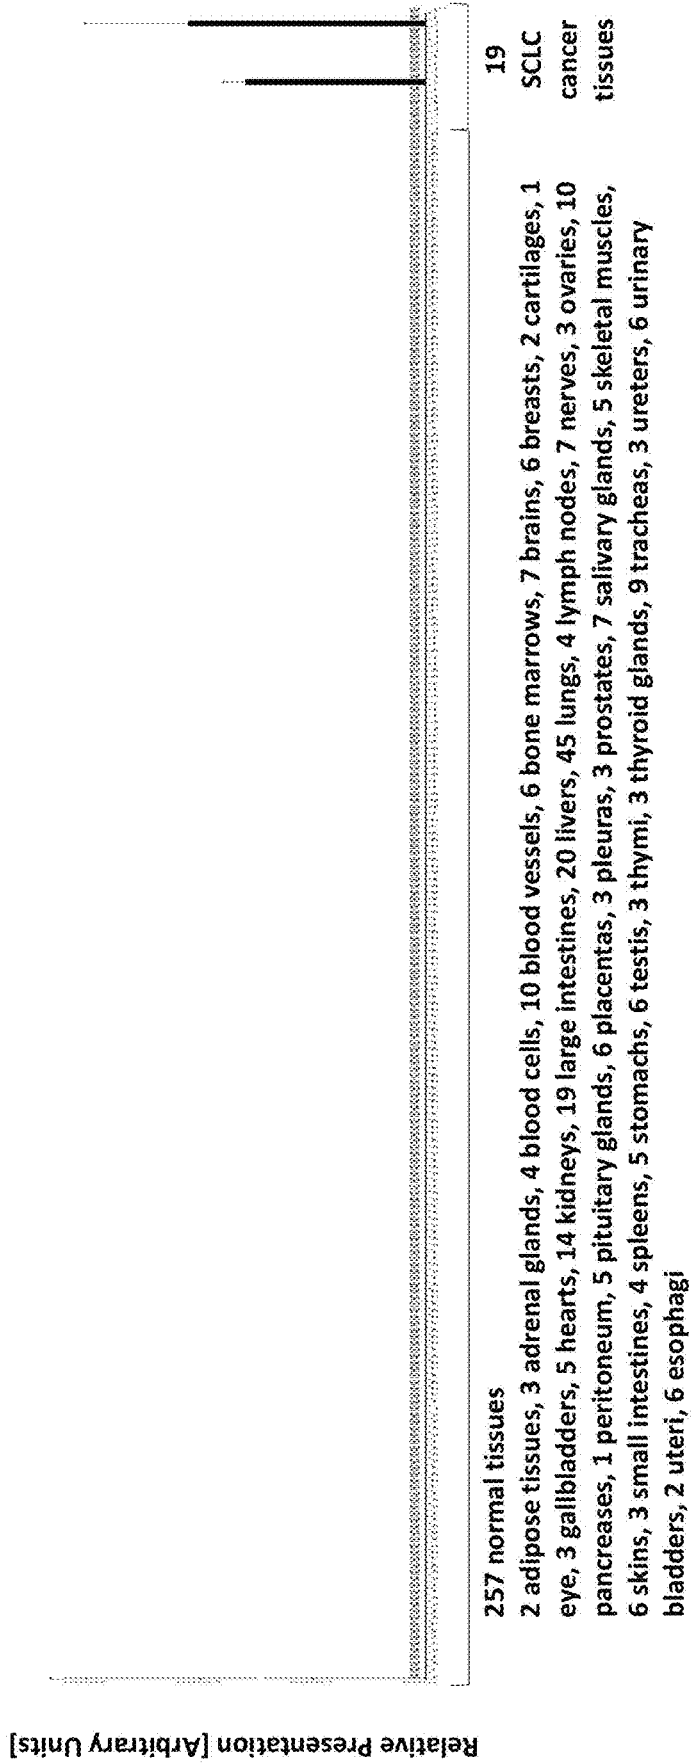 Relative Presentation [Arbitrary Units]
257 normal tissues
2 adipose tissues, 3 adrenal glands, 4 blood cells, 10 blood vessels, 6 bone marrows, 7 brains, 6 breasts, 2 cartilages, 1
eye, 3 gallbladders, 5 hearts, 14 kidneys, 19 large intestines, 20 livers, 45 lungs, 4 lymph nodes, 7 nerves, 3 ovaries, 10
pancreases, 1 peritoneum, 5 pituitary glands, 6 placentas, 3 pleuras, 3 prostates, 7 salivary glands, 5 skeletal muscles,
6 skins, 3 small intestines, 4 spleens, 5 stomachs, 6 testis, 3 thymi, 3 thyroid glands, 9 tracheas, 3 ureters, 6 urinary
bladders, 2 uteri, 6 esophagi
19
SCLC
cancer
tissues